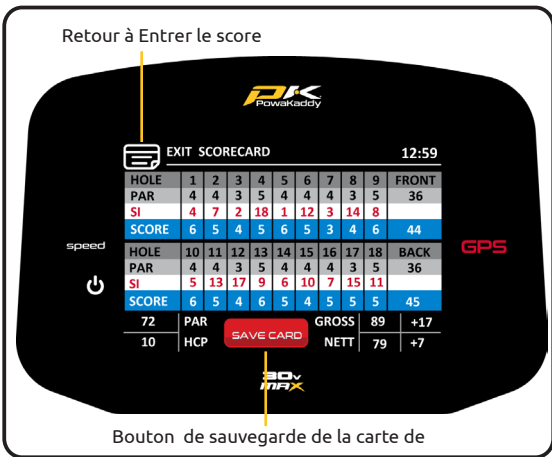 Retour à Entrer le score
PK
PowaKaddy
EXIT SCORECARD 12:59
HOLE 1 2 3 4 5 6 7 8 9 FRONT
PAR 4 4 3 5 4 4 4 3 5 36
SI 4 7 2 18 1 12 3 14 8
SCORE 6 5 4 5 6 5 3 4 6 44
speed
GPS
HOLE 10 11 12 13 14 15 16 17 18 BACK
PAR 4 4 3 5 4 4 4 3 5 36
SI 5 13 17 9 6 10 7 15 11
SCORE 6 5 4 6 5 4 5 5 5 45
72 PAR GROSS 89 +17
SAVE CARD
10 HCP NETT 79 +7
30v
MAX
Bouton de sauvegarde de la carte de